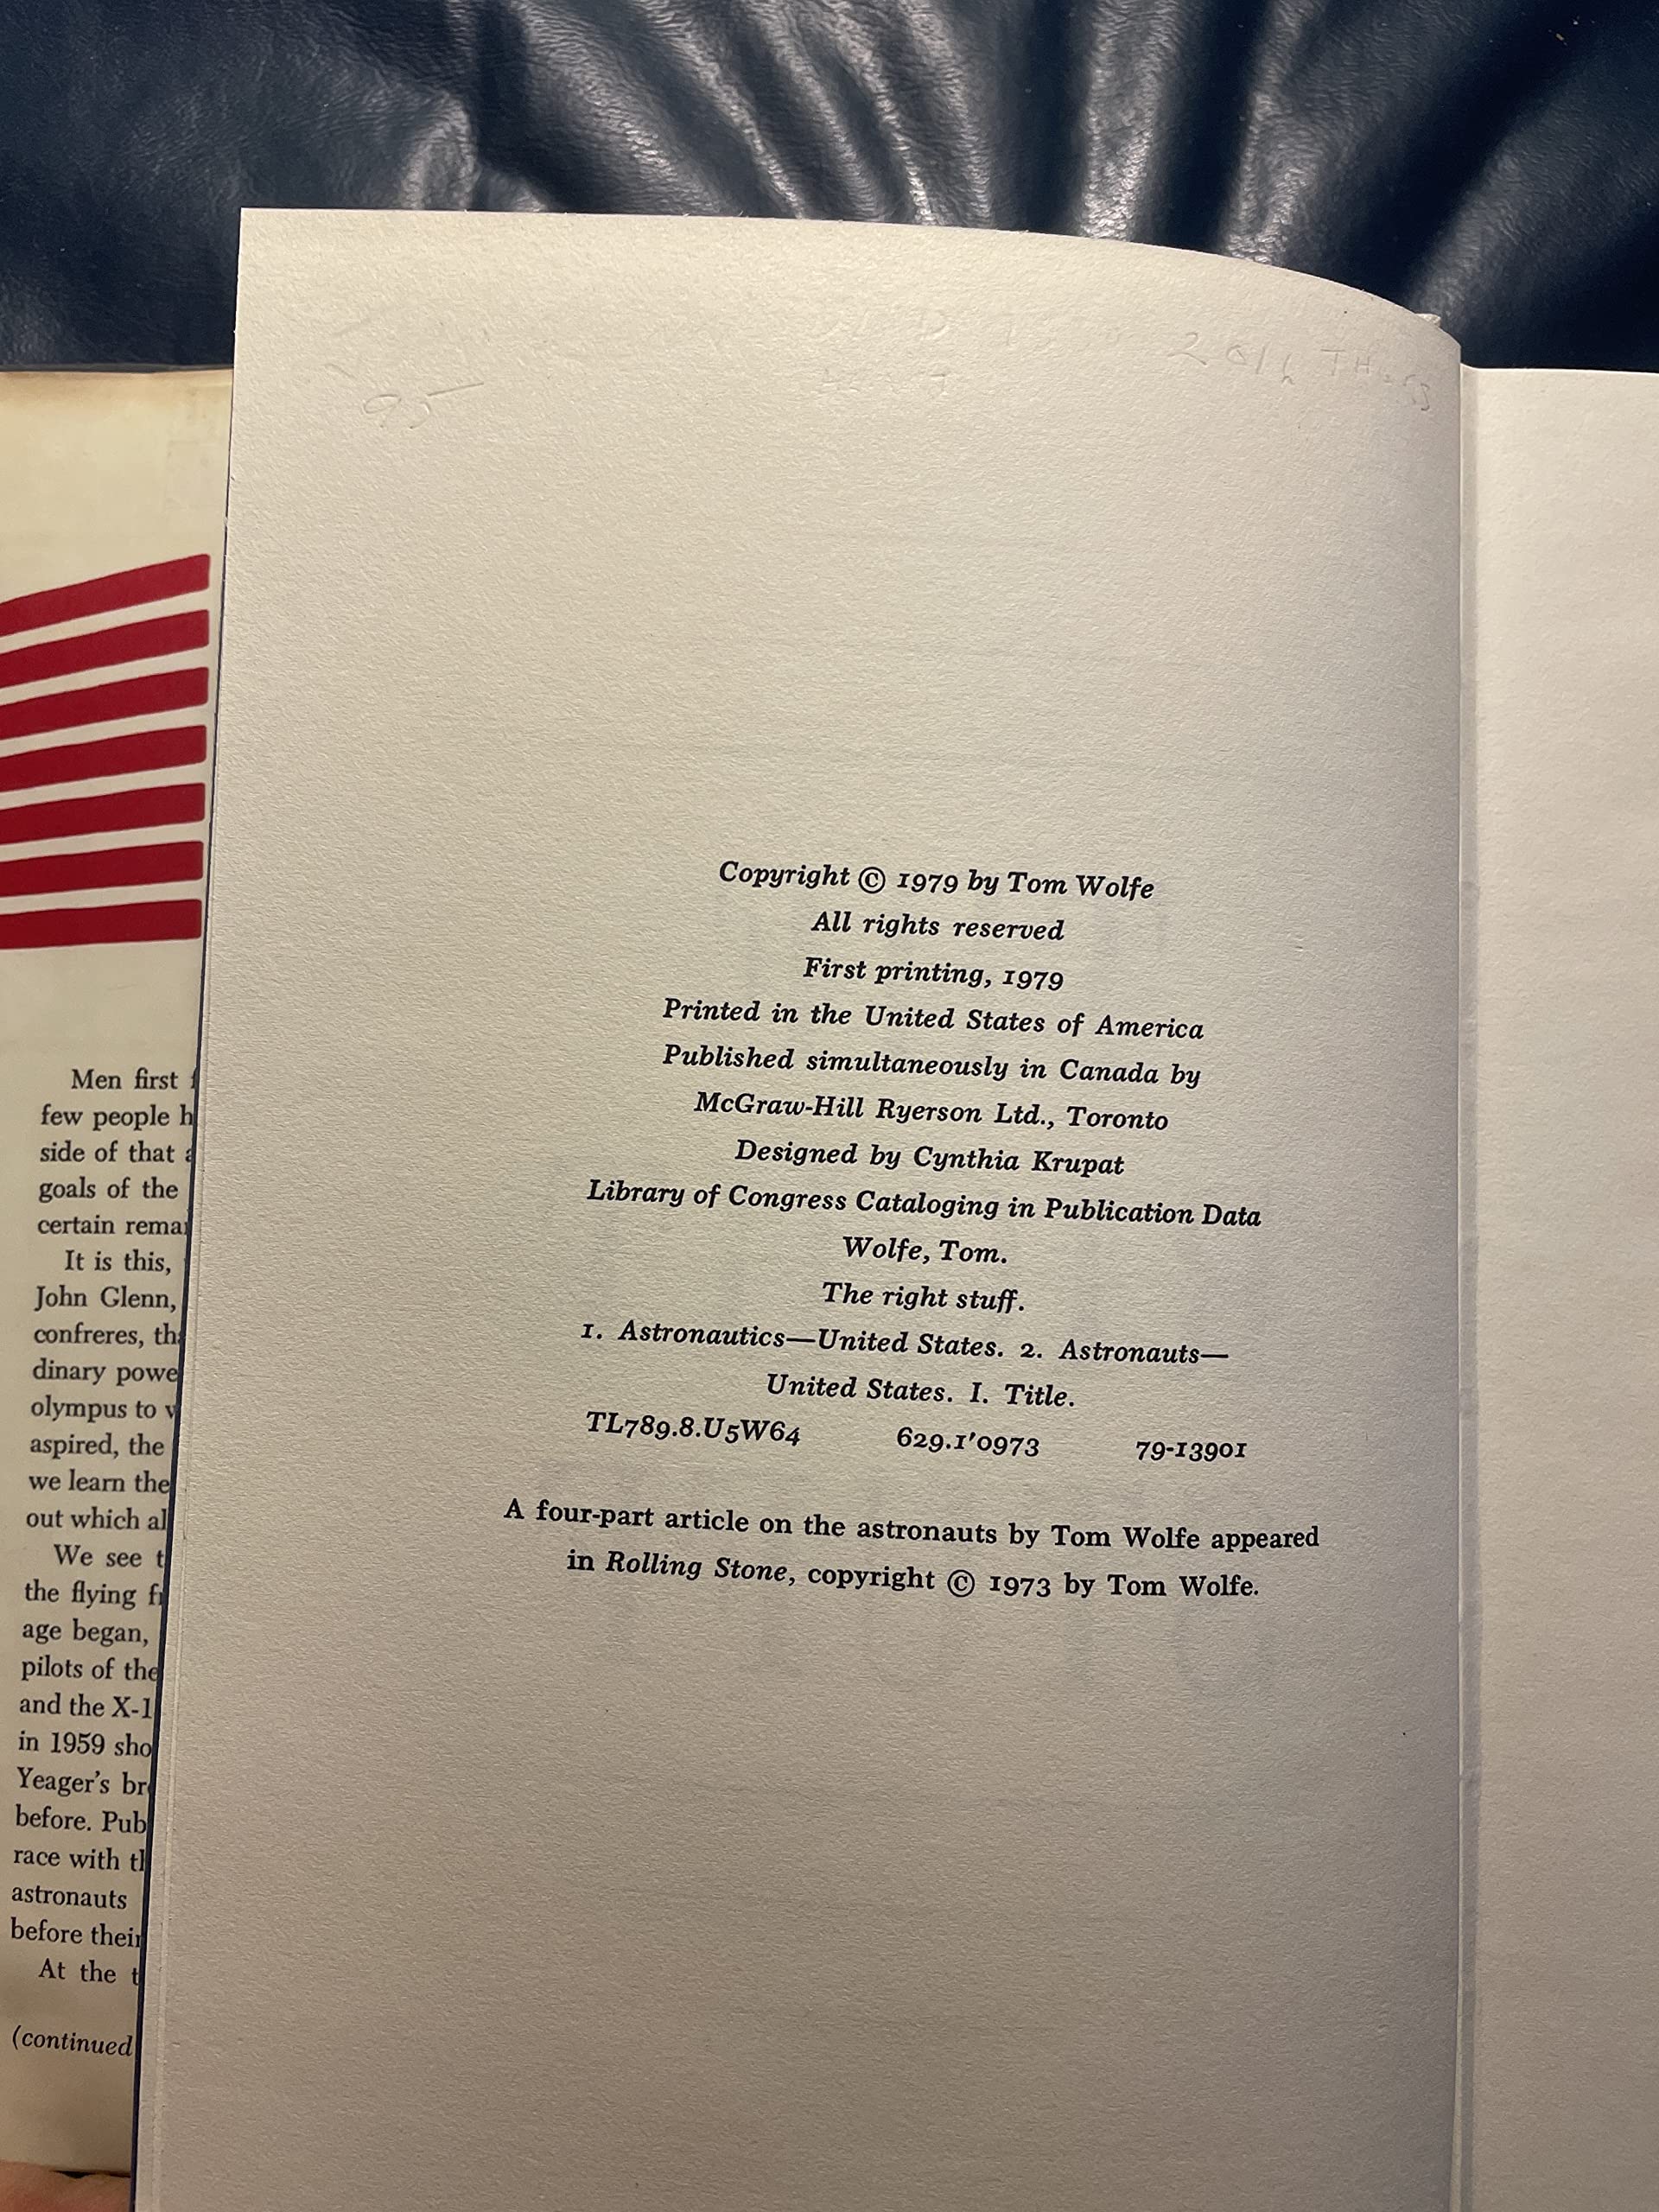 Men first
few people h
side of that a
goals of the
certain remar
It is this,
John Glenn,
confreres, tha
dinary powe
olympus to
aspired, the
we learn the
out which al
We see t
the flying fr
age began,
pilots of the
and the X-1
in 1959 sho
Yeager's br
before. Pub
race with th
astronauts
before their
At the t
(continued
95
Copyright © 1979 by Tom Wolfe
All rights reserved
First printing, 1979
Printed in the United States of America
Published simultaneously in Canada by
McGraw-Hill Ryerson Ltd., Toronto
Designed by Cynthia Krupat
Library of Congress Cataloging in Publication Data
Wolfe, Tom.
The right stuff.
1. Astronautics—United States. 2. Astronauts—
United States. I. Title.
TL789.8.U5W64 629.1'0973 79-13901
A four-part article on the astronauts by Tom Wolfe appeared
in Rolling Stone, copyright © 1973 by Tom Wolfe.